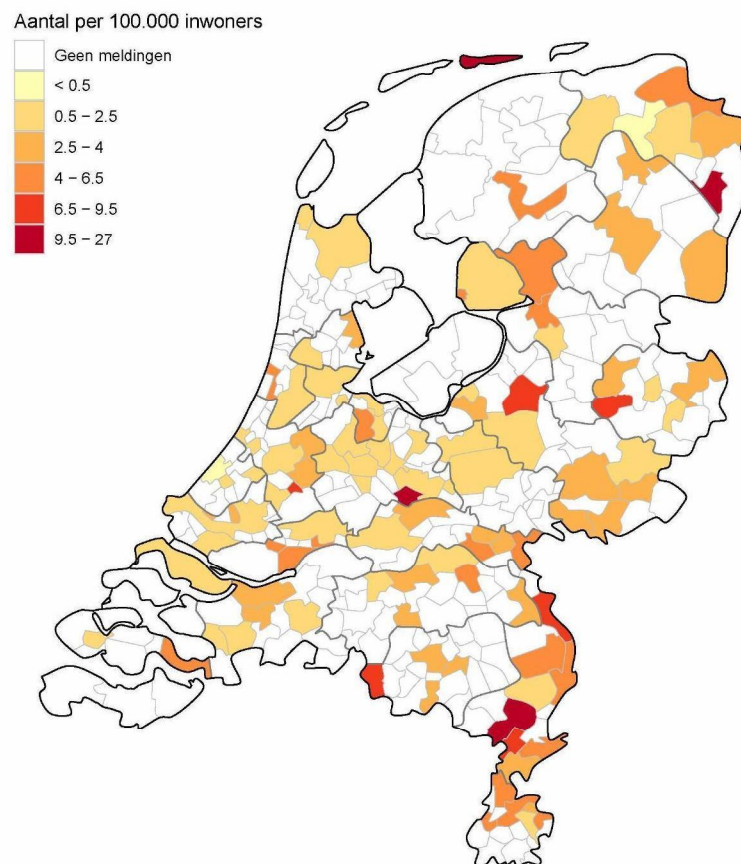 Aantal per 100.000 inwoners
Geen meldingen
< 0.5
0.5 – 2.5
2.5 – 4
4 – 6.5
6.5 – 9.5
9.5 – 27